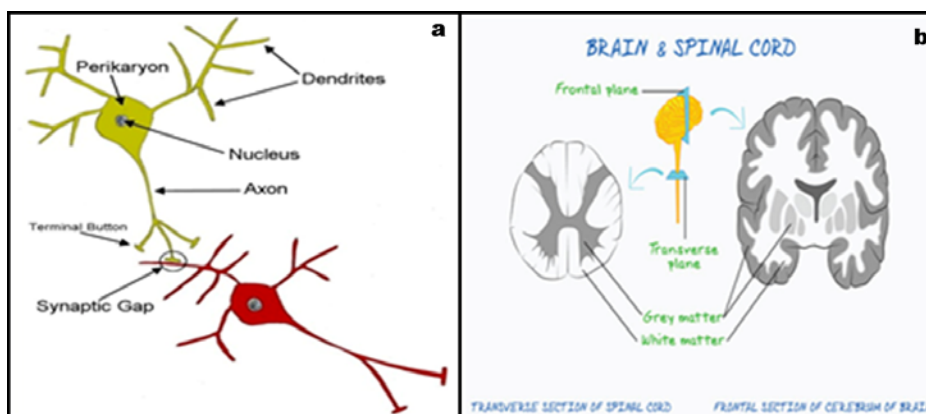 a
Perikaryon
Dendrites
Nucleus
Axon
Terminal Button
Synaptic Gap
b
BRAIN & SPINAL CORD
Frontal plane
Transverse
plane
Grey matter
White matter
TRANSVERSE SECTION OF SPINAL CORD
FRONTAL SECTION OF CEREBRUM OF BRAIN